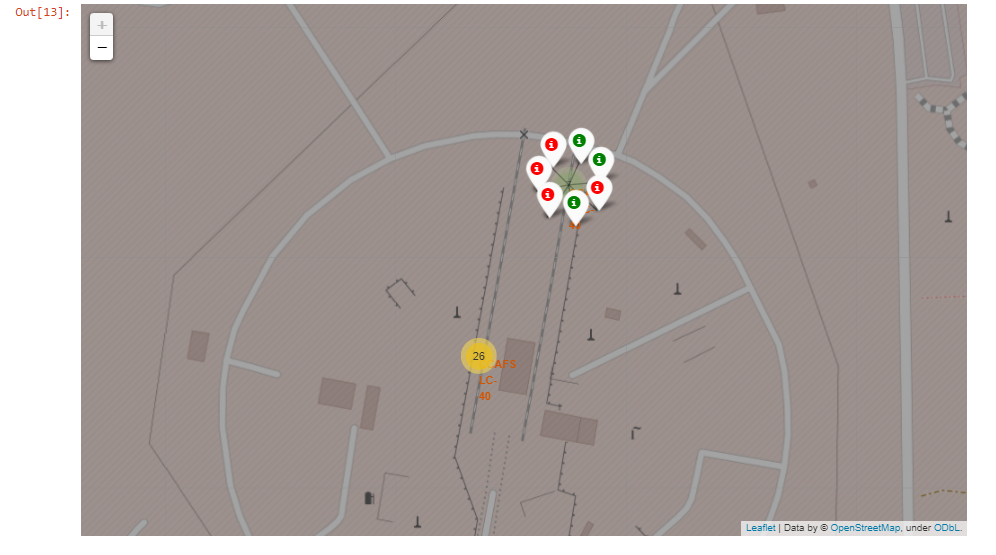 Out[13]:
+
−
i
i
i
i
i
i
i
26
AFS
LC-
40
Leaflet | Data by © OpenStreetMap, under ODbL.